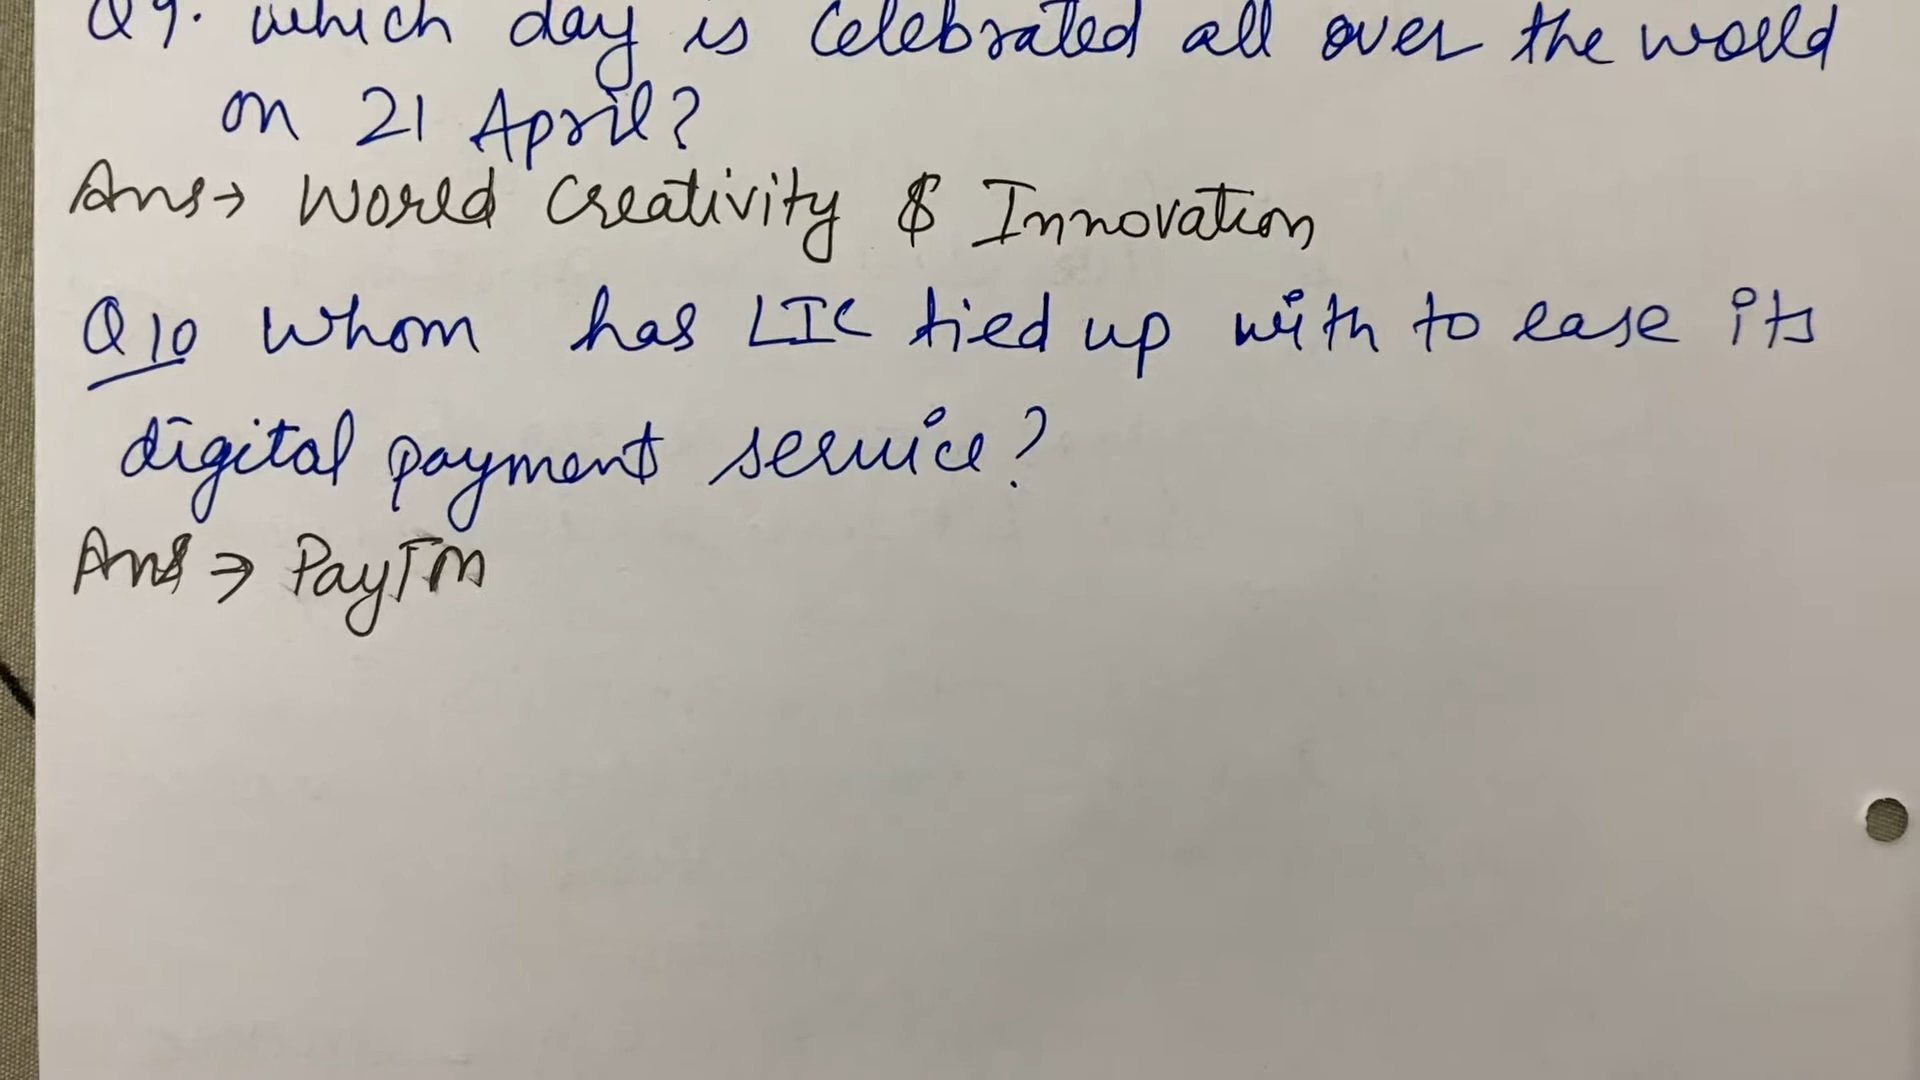 Q9. which day is celebrated all over the world
on 21 April?
Ans→ World Creativity & Innovation
Q10 Whom has LIC tied up with to ease its
digital payment service?
Ans → PayTM